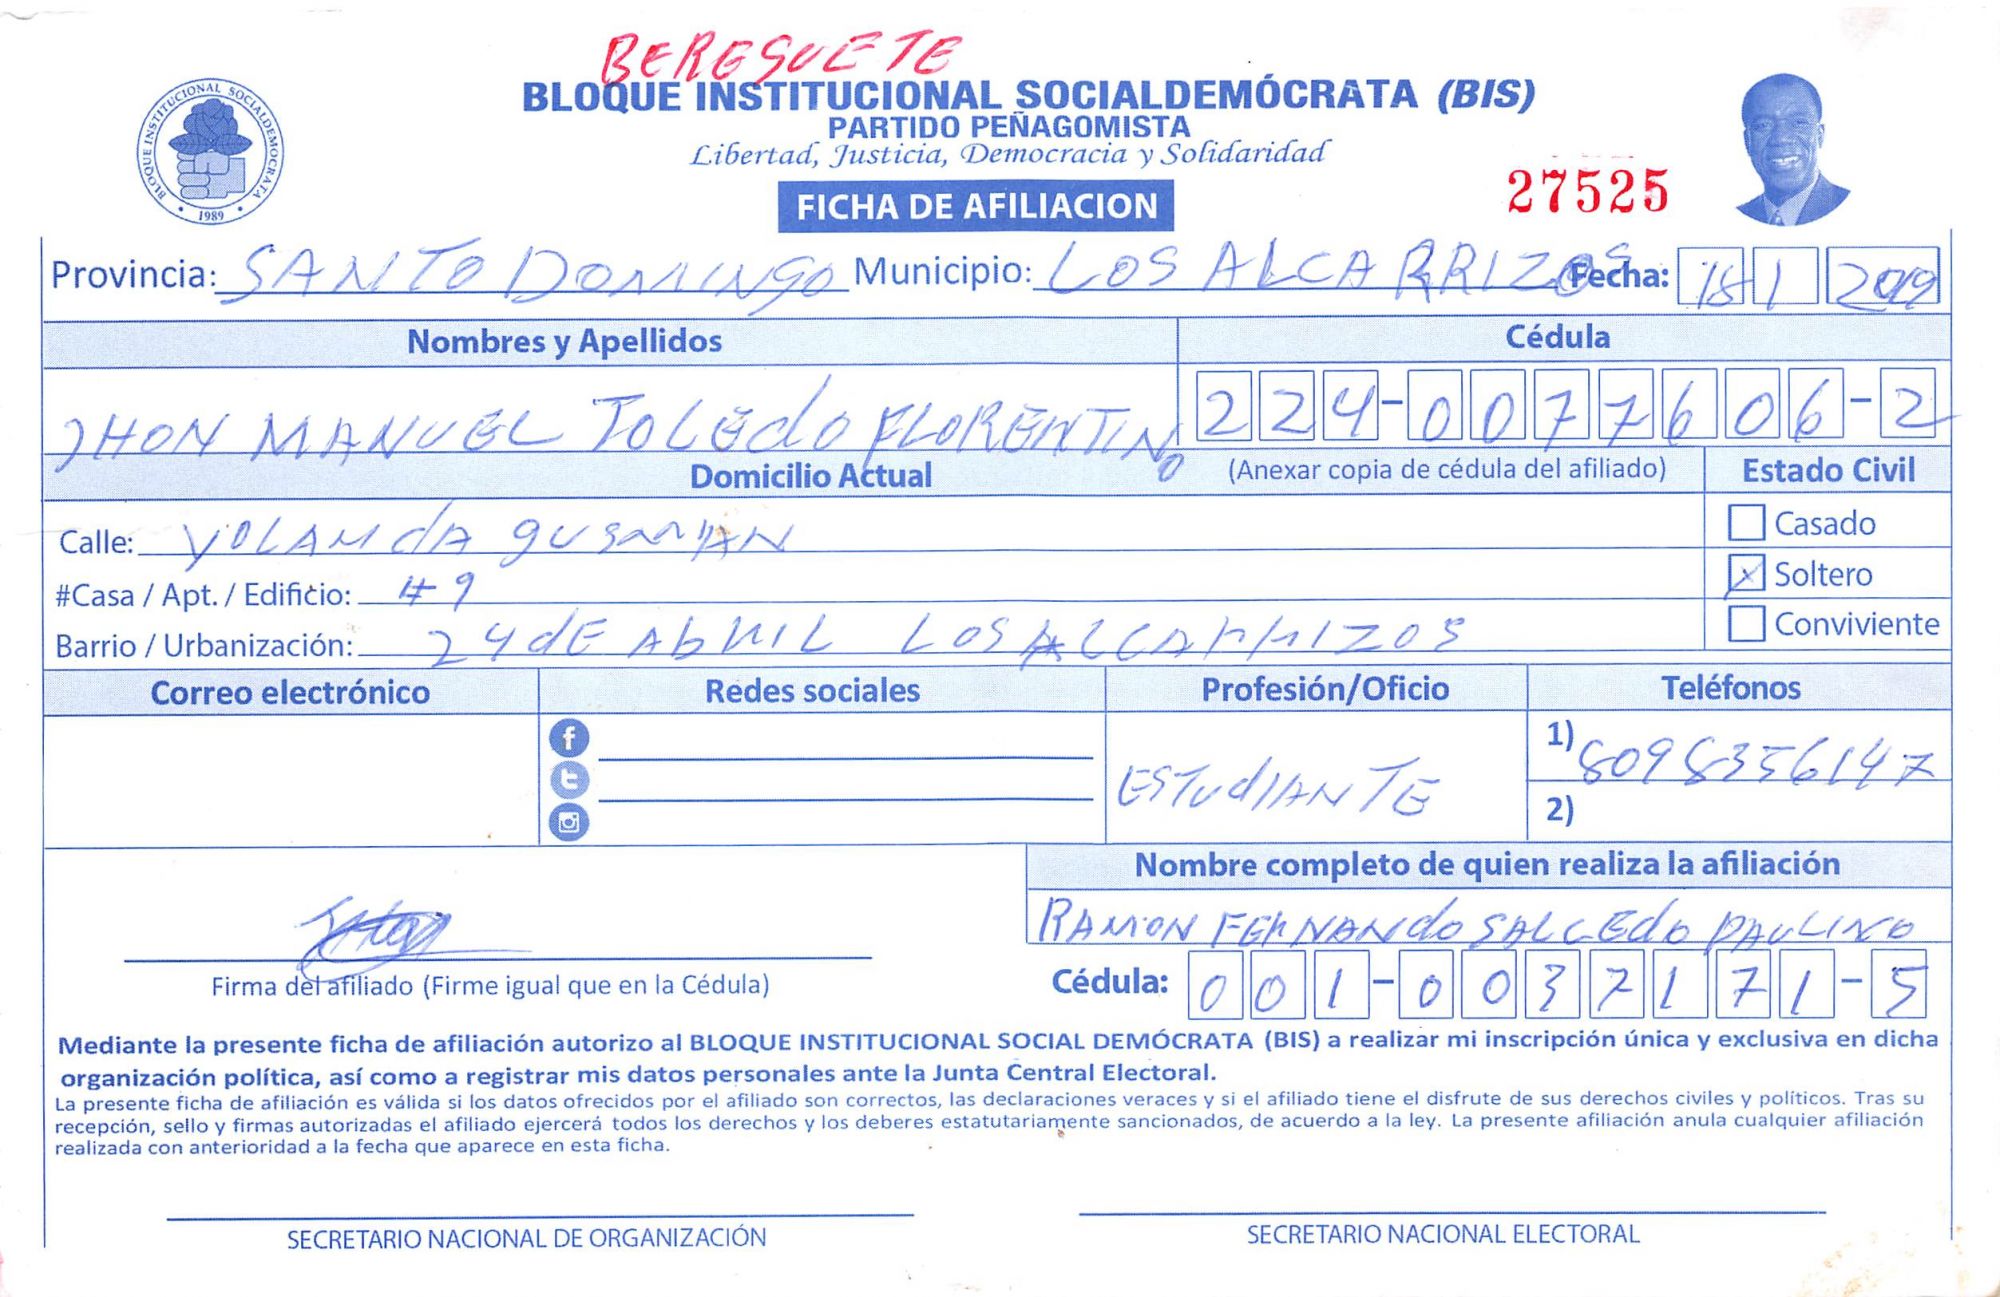 BEREGUETE
BLOQUE INSTITUCIONAL SOCIALDEMÓCRATA (BIS)
PARTIDO PEÑAGOMISTA
Libertad, Justicia, Democracia y Solidaridad
BLOQUE INSTITUCIONAL SOCIALDEMOCRATA
• 1989 •
27525
FICHA DE AFILIACION
Provincia: SANTO DOMINGO Municipio: LOS ALCARRIZOS Fecha: 18 1 2019
Nombres y Apellidos Cédula
JHON MANUEL TOLEdO FLORENTINO 224-0077606-2
Domicilio Actual (Anexar copia de cédula del afiliado) Estado Civil
Calle: YOLANdA gusmAN Casado
#Casa / Apt. / Edificio: #9 X Soltero
Barrio / Urbanización: 24 dE AbRIL LOS ALCARRIZOS Conviviente
Correo electrónico Redes sociales Profesión/Oficio Teléfonos
ESTudIANTE 1) 8098356147
2)
Nombre completo de quien realiza la afiliación
RAMON FERNANdO SALCEdO PAULINO
Firma del afiliado (Firme igual que en la Cédula) Cédula: 001-0037171-5
Mediante la presente ficha de afiliación autorizo al BLOQUE INSTITUCIONAL SOCIAL DEMÓCRATA (BIS) a realizar mi inscripción única y exclusiva en dicha
organización política, así como a registrar mis datos personales ante la Junta Central Electoral.
La presente ficha de afiliación es válida si los datos ofrecidos por el afiliado son correctos, las declaraciones veraces y si el afiliado tiene el disfrute de sus derechos civiles y políticos. Tras su
recepción, sello y firmas autorizadas el afiliado ejercerá todos los derechos y los deberes estatutariamente sancionados, de acuerdo a la ley. La presente afiliación anula cualquier afiliación
realizada con anterioridad a la fecha que aparece en esta ficha.
SECRETARIO NACIONAL DE ORGANIZACIÓN SECRETARIO NACIONAL ELECTORAL